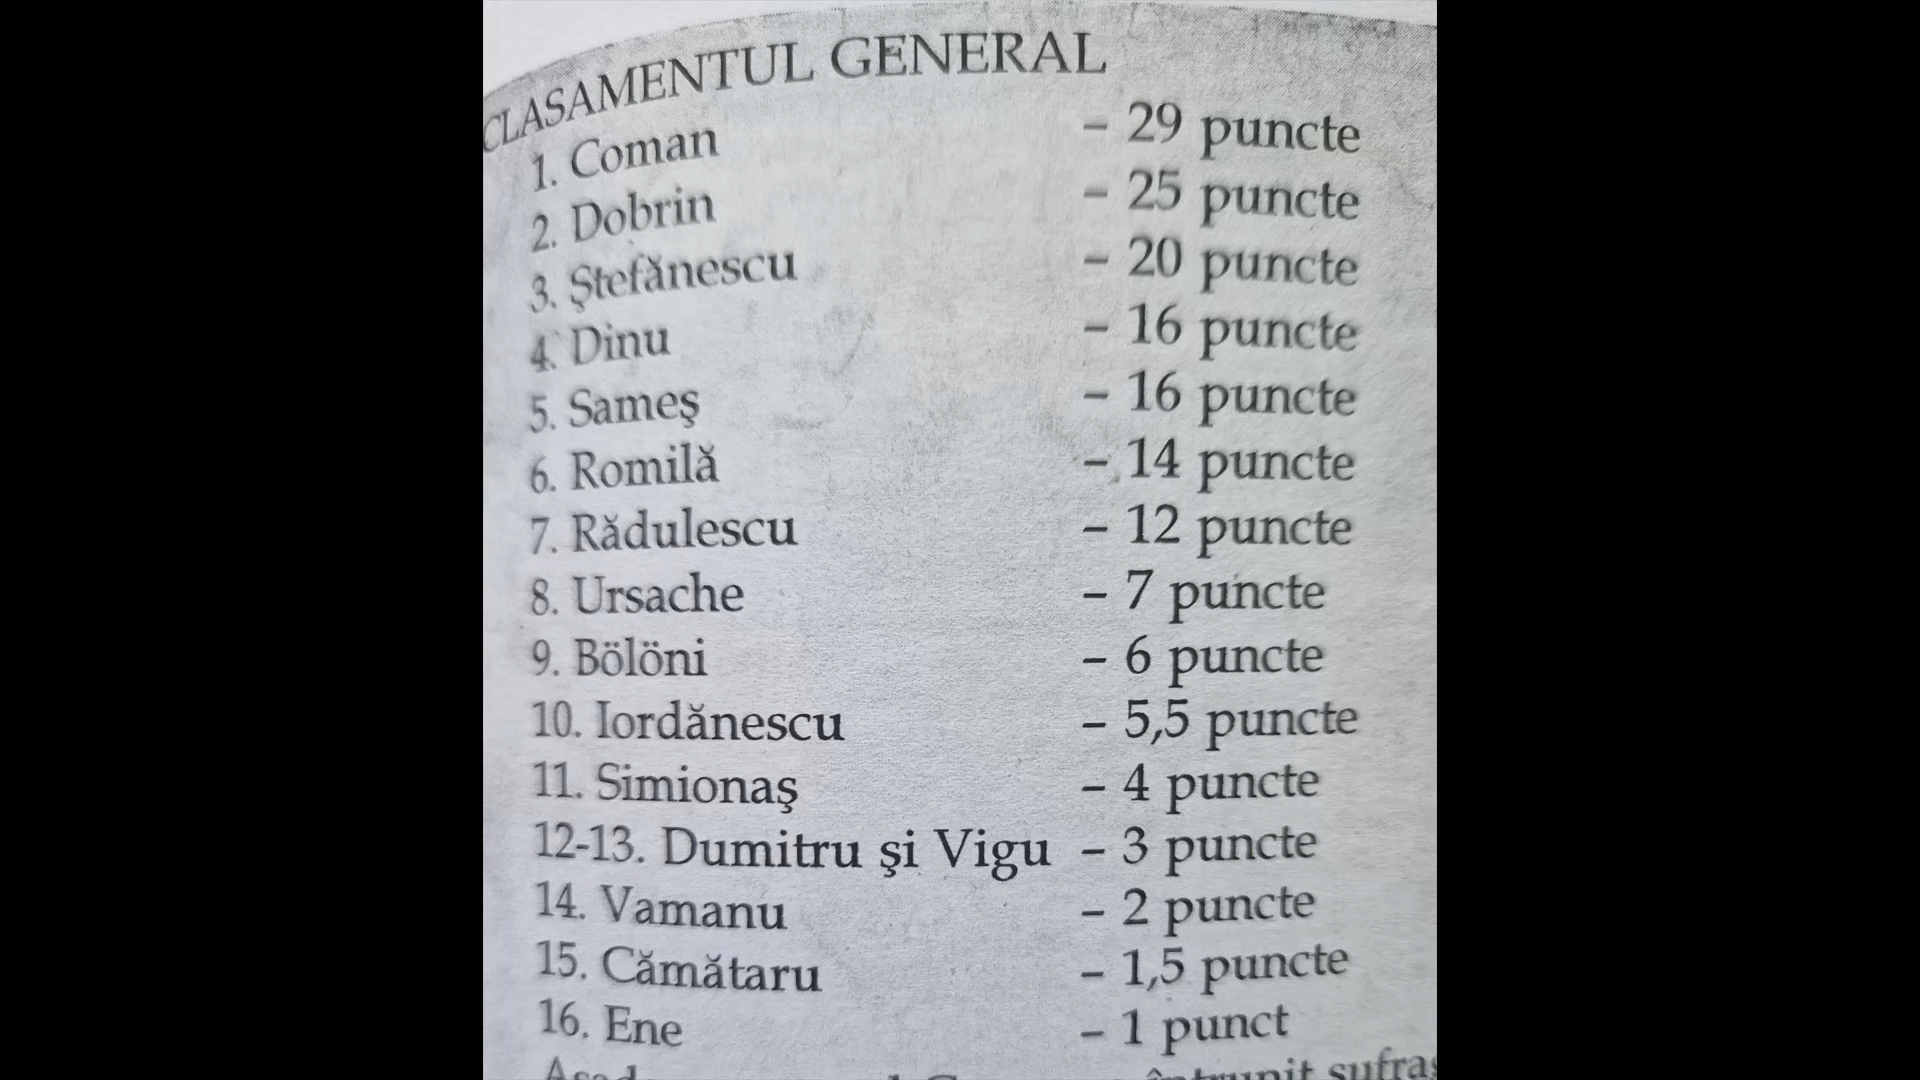 CLASAMENTUL GENERAL
1. Coman – 29 puncte
2. Dobrin – 25 puncte
3. Ştefănescu – 20 puncte
4. Dinu – 16 puncte
5. Sameş – 16 puncte
6. Romilă – 14 puncte
7. Rădulescu – 12 puncte
8. Ursache – 7 puncte
9. Bölöni – 6 puncte
10. Iordănescu – 5,5 puncte
11. Simionaş – 4 puncte
12-13. Dumitru şi Vigu – 3 puncte
14. Vamanu – 2 puncte
15. Cămătaru – 1,5 puncte
16. Ene – 1 punct